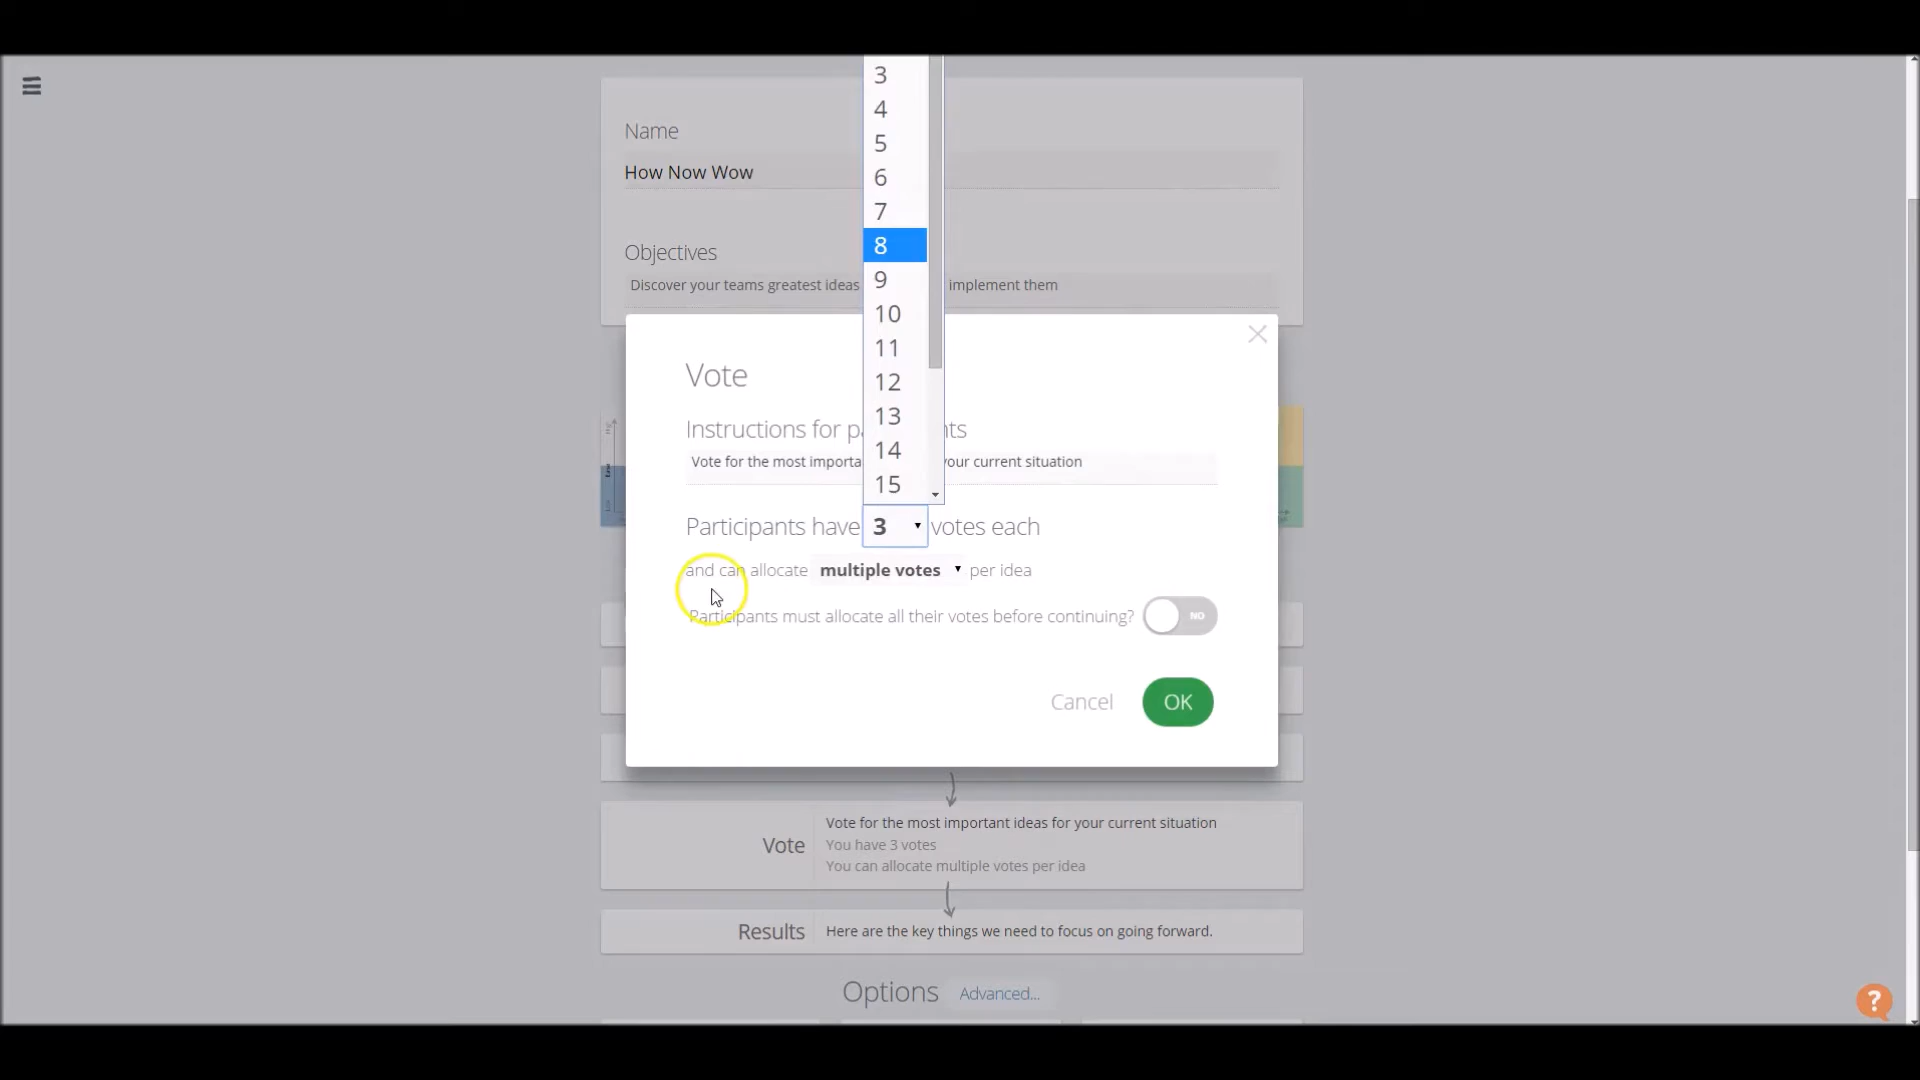 3
4
5
6
7
8
9
10
11
12
13
14
15
Name
How Now Wow
Objectives
Discover your teams greatest ideas implement them
Vote
Instructions for pa nts
Vote for the most importa your current situation
Participants have 3 votes each
and can allocate multiple votes per idea
Participants must allocate all their votes before continuing? NO
Cancel OK
Vote
Vote for the most important ideas for your current situation
You have 3 votes
You can allocate multiple votes per idea
Results
Here are the key things we need to focus on going forward.
Options Advanced...
?